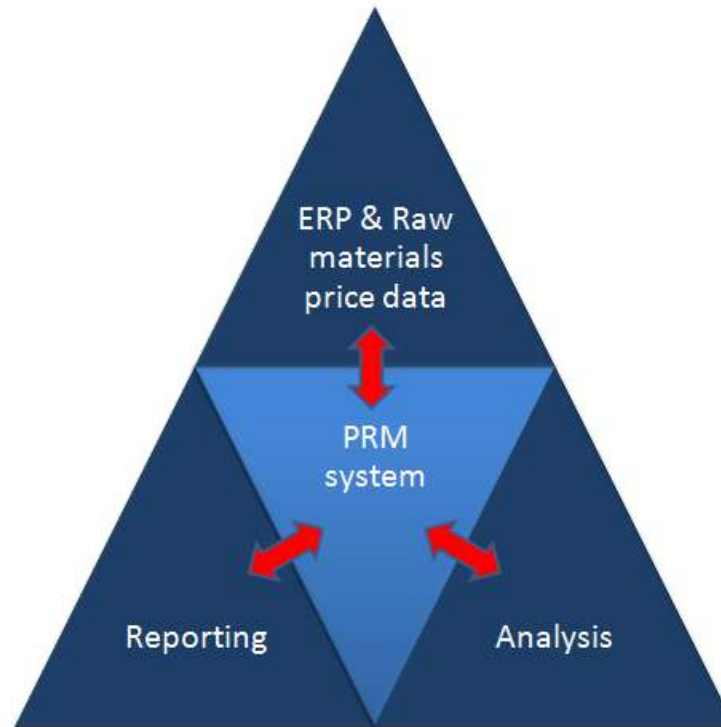 ERP & Raw
materials
price data
PRM
system
Reporting
Analysis